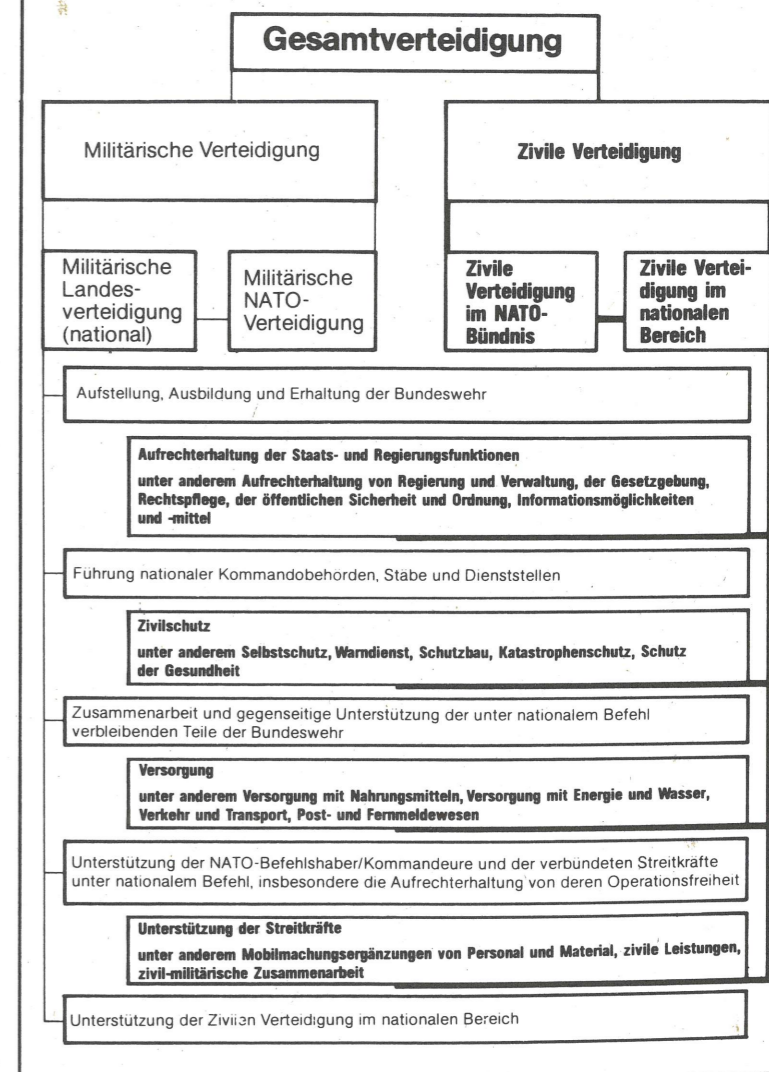 Gesamtverteidigung
Militärische Verteidigung
Zivile Verteidigung
Militärische
Landes-
verteidigung
(national)
Militärische
NATO-
Verteidigung
Zivile
Verteidigung
im NATO-
Bündnis
Zivile Vertei-
digung im
nationalen
Bereich
Aufstellung, Ausbildung und Erhaltung der Bundeswehr
Aufrechterhaltung der Staats- und Regierungsfunktionen
unter anderem Aufrechterhaltung von Regierung und Verwaltung, der Gesetzgebung,
Rechtspflege, der öffentlichen Sicherheit und Ordnung, Informationsmöglichkeiten
und -mittel
Führung nationaler Kommandobehörden, Stäbe und Dienststellen
Zivilschutz
unter anderem Selbstschutz, Warndienst, Schutzbau, Katastrophenschutz, Schutz
der Gesundheit
Zusammenarbeit und gegenseitige Unterstützung der unter nationalem Befehl
verbleibenden Teile der Bundeswehr
Versorgung
unter anderem Versorgung mit Nahrungsmitteln, Versorgung mit Energie und Wasser,
Verkehr und Transport, Post- und Fernmeldewesen
Unterstützung der NATO-Befehlshaber/Kommandeure und der verbündeten Streitkräfte
unter nationalem Befehl, insbesondere die Aufrechterhaltung von deren Operationsfreiheit
Unterstützung der Streitkräfte
unter anderem Mobilmachungsergänzungen von Personal und Material, zivile Leistungen,
zivil-militärische Zusammenarbeit
Unterstützung der Zivilen Verteidigung im nationalen Bereich